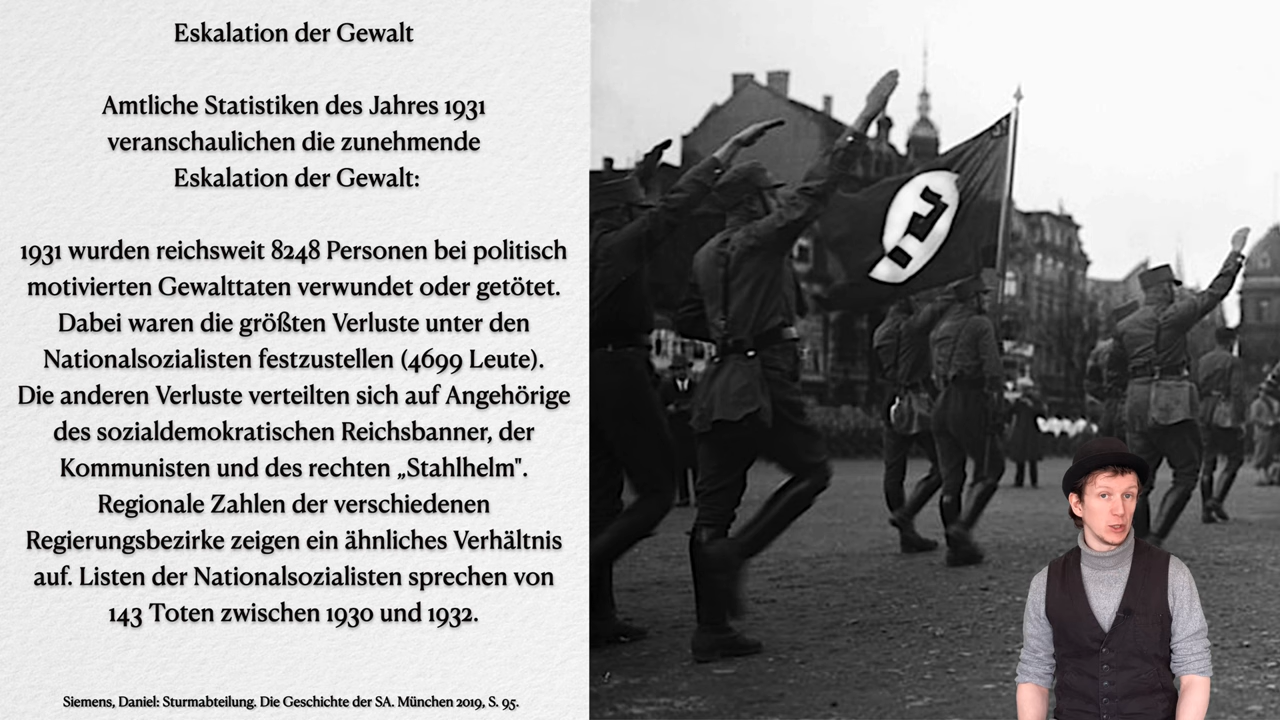 Eskalation der Gewalt
Amtliche Statistiken des Jahres 1931
veranschaulichen die zunehmende
Eskalation der Gewalt:
1931 wurden reichsweit 8248 Personen bei politisch
motivierten Gewalttaten verwundet oder getötet.
Dabei waren die größten Verluste unter den
Nationalsozialisten festzustellen (4699 Leute).
Die anderen Verluste verteilten sich auf Angehörige
des sozialdemokratischen Reichsbanner, der
Kommunisten und des rechten „Stahlhelm".
Regionale Zahlen der verschiedenen
Regierungsbezirke zeigen ein ähnliches Verhältnis
auf. Listen der Nationalsozialisten sprechen von
143 Toten zwischen 1930 und 1932.
Siemens, Daniel: Sturmabteilung. Die Geschichte der SA. München 2019, S. 95.